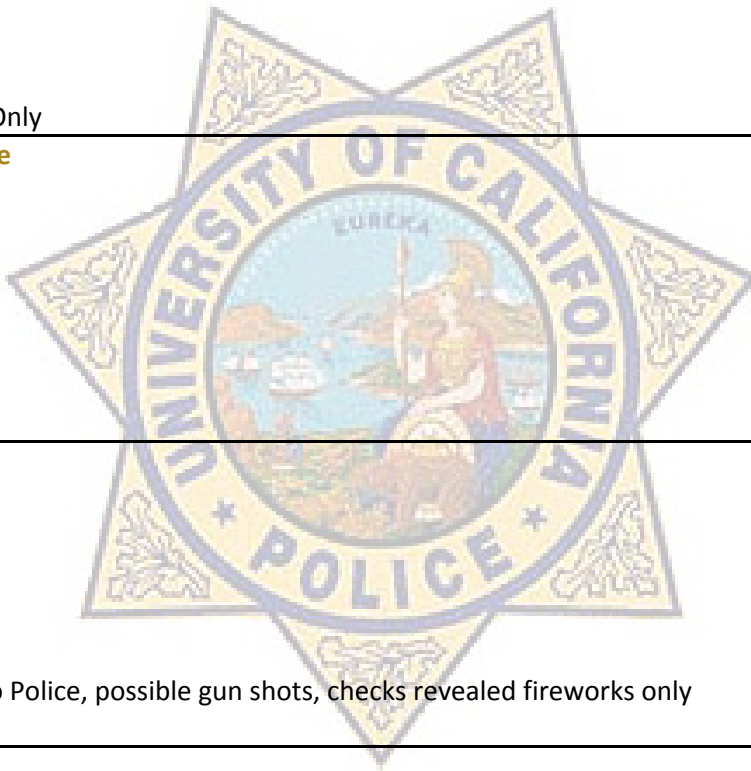 Only
e
UNIVERSITY OF CALIFORNIA
EUREKA
POLICE
Police, possible gun shots, checks revealed fireworks only